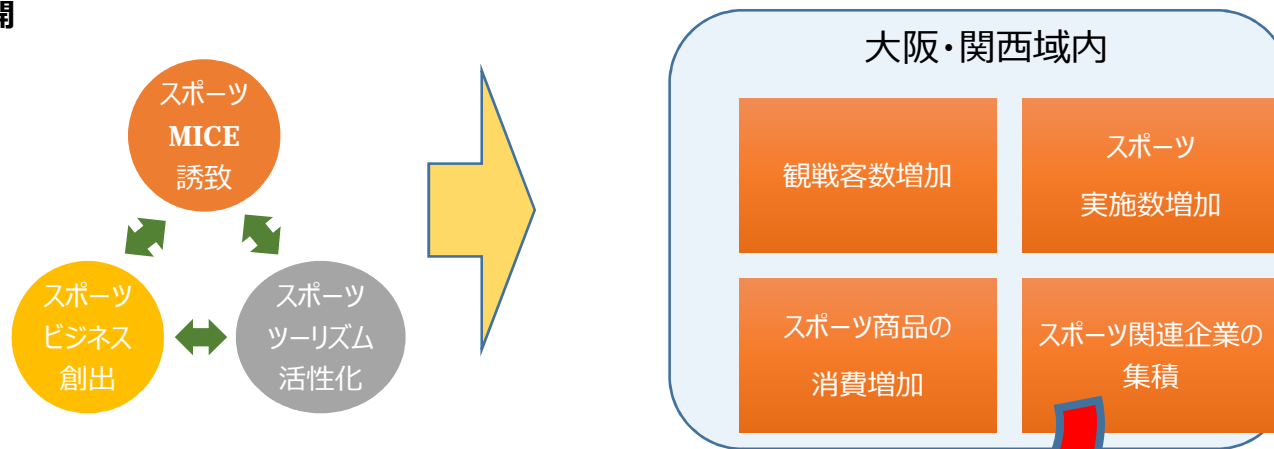 開
スポーツ
MICE
誘致
スポーツ
ビジネス
創出
スポーツ
ツーリズム
活性化
大阪・関西域内
観戦客数増加
スポーツ
実施数増加
スポーツ商品の
消費増加
スポーツ関連企業の
集積